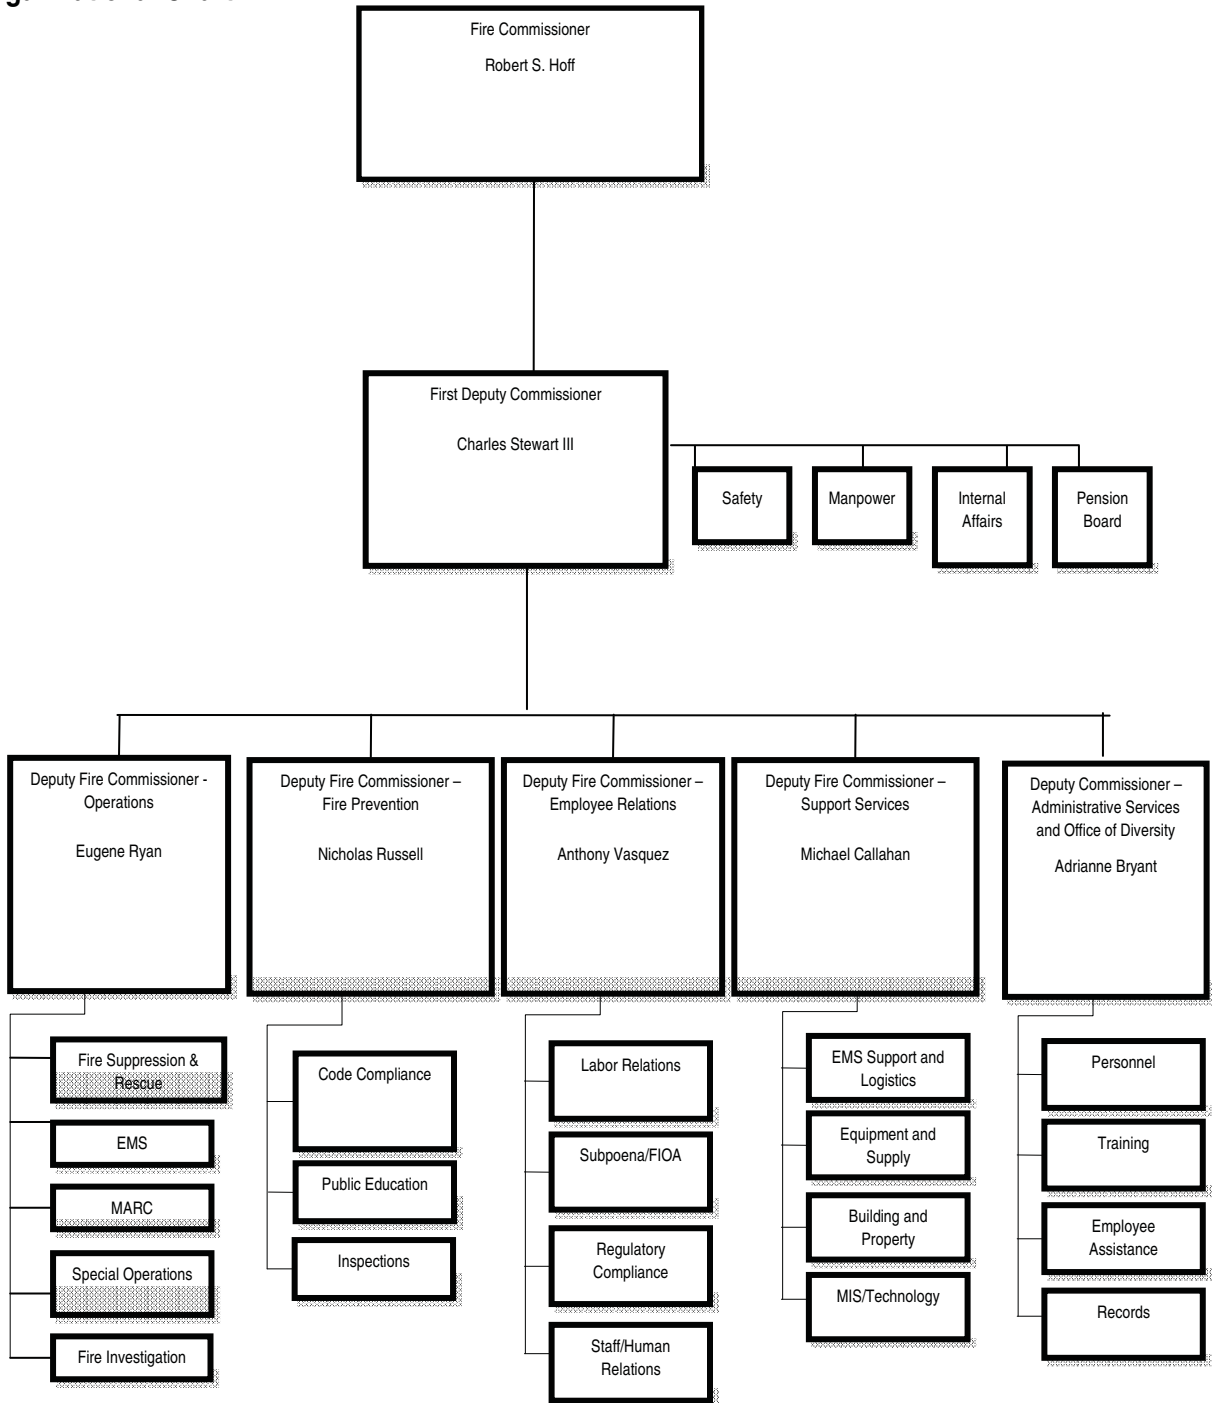 Fire Commissioner
Robert S. Hoff
First Deputy Commissioner
Charles Stewart III
Safety
Manpower
Internal
Affairs
Pension
Board
Deputy Fire Commissioner -
Operations
Eugene Ryan
Deputy Fire Commissioner –
Fire Prevention
Nicholas Russell
Deputy Fire Commissioner –
Employee Relations
Anthony Vasquez
Deputy Fire Commissioner –
Support Services
Michael Callahan
Deputy Commissioner –
Administrative Services
and Office of Diversity
Adrianne Bryant
Fire Suppression &
Rescue
EMS
MARC
Special Operations
Fire Investigation
Code Compliance
Public Education
Inspections
Labor Relations
Subpoena/FIOA
Regulatory
Compliance
Staff/Human
Relations
EMS Support and
Logistics
Equipment and
Supply
Building and
Property
MIS/Technology
Personnel
Training
Employee
Assistance
Records